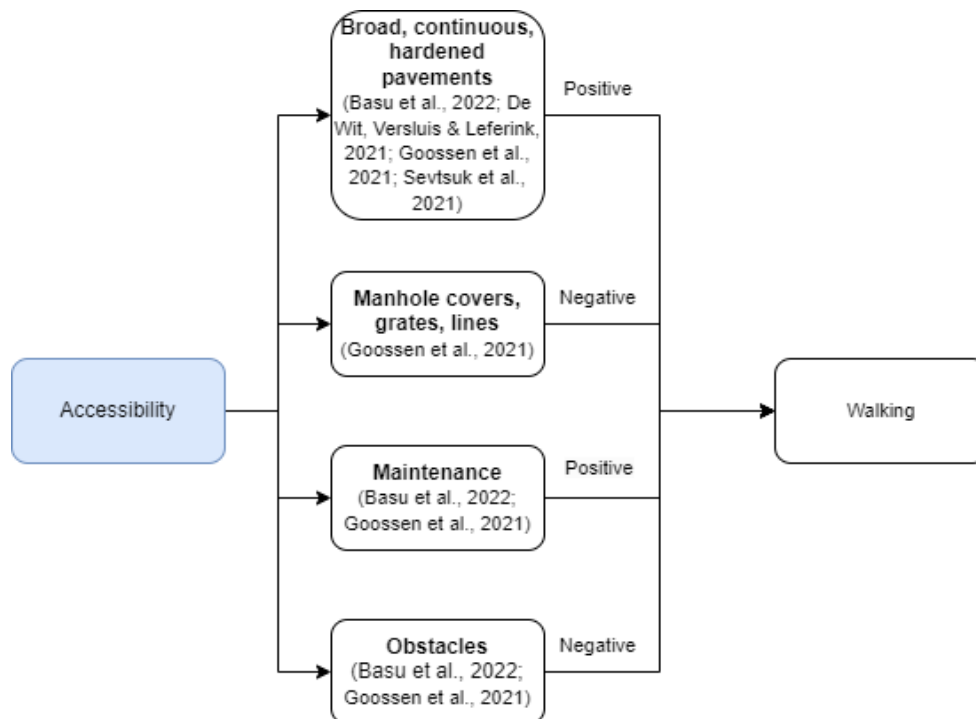 Broad, continuous,
hardened
pavements
(Basu et al., 2022; De
Wit, Versluis & Leferink,
2021; Goossen et al.,
2021; Sevtsuk et al.,
2021)
Positive
Manhole covers,
grates, lines
(Goossen et al., 2021)
Negative
Accessibility
Walking
Maintenance
(Basu et al., 2022;
Goossen et al., 2021)
Positive
Obstacles
(Basu et al., 2022;
Goossen et al., 2021)
Negative